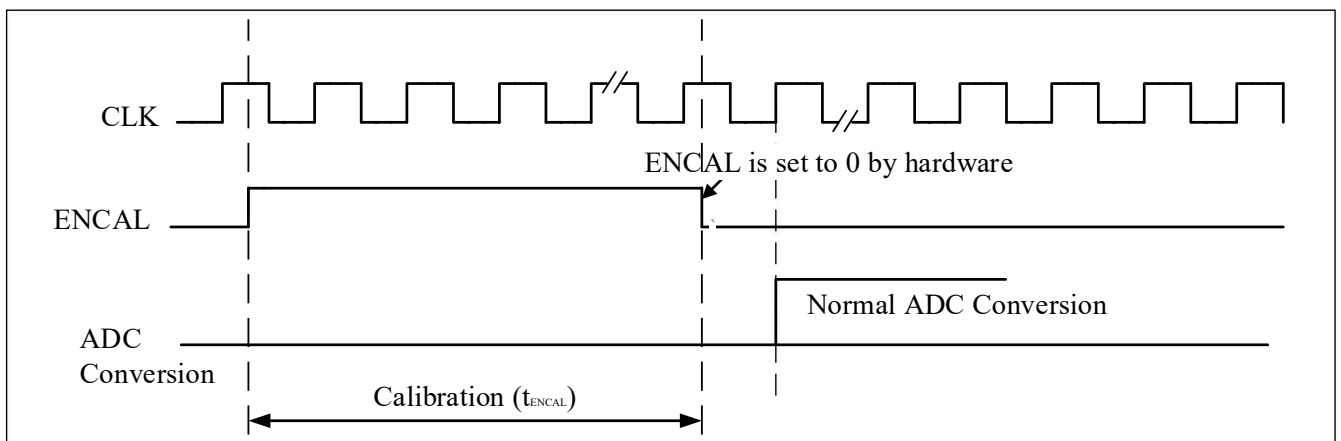 CLK
ENCAL is set to 0 by hardware
ENCAL
Normal ADC Conversion
ADC
Conversion
Calibration (tENCAL)